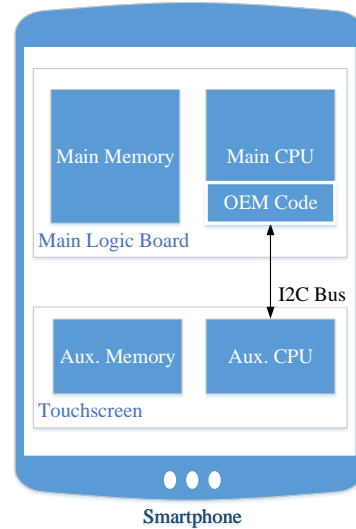 Main Memory
Main CPU
OEM Code
Main Logic Board
I2C Bus
Aux. Memory
Aux. CPU
Touchscreen
Smartphone